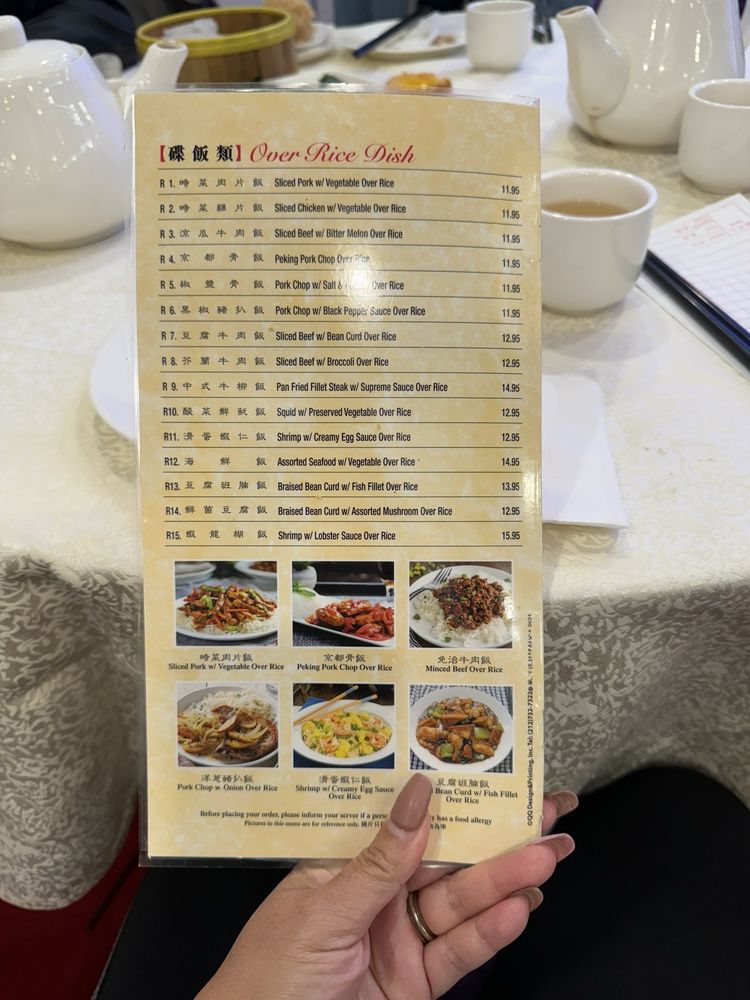 【碟飯類】Over Rice Dish
R 1. 時菜肉片飯 Sliced Pork w/ Vegetable Over Rice 11.95
R 2. 時菜雞片飯 Sliced Chicken w/ Vegetable Over Rice 11.95
R 3. 涼瓜牛肉飯 Sliced Beef w/ Bitter Melon Over Rice 11.95
R 4. 京都骨飯 Peking Pork Chop Over Rice 11.95
R 5. 椒鹽骨飯 Pork Chop w/ Salt & Over Rice 11.95
R 6. 黑椒豬扒飯 Pork Chop w/ Black Pepper Sauce Over Rice 11.95
R 7. 豆腐牛肉飯 Sliced Beef w/ Bean Curd Over Rice 12.95
R 8. 芥蘭牛肉飯 Sliced Beef w/ Broccoli Over Rice 12.95
R 9. 中式牛柳飯 Pan Fried Fillet Steak w/ Supreme Sauce Over Rice 14.95
R10. 酸菜鮮魷飯 Squid w/ Preserved Vegetable Over Rice 12.95
R11. 滑蛋蝦仁飯 Shrimp w/ Creamy Egg Sauce Over Rice 12.95
R12. 海鮮飯 Assorted Seafood w/ Vegetable Over Rice 14.95
R13. 豆腐班腩飯 Braised Bean Curd w/ Fish Fillet Over Rice 13.95
R14. 鮮菌豆腐飯 Braised Bean Curd w/ Assorted Mushroom Over Rice 12.95
R15. 蝦龍糊飯 Shrimp w/ Lobster Sauce Over Rice 15.95
時菜肉片飯
Sliced Pork w/ Vegetable Over Rice
京都骨飯
Peking Pork Chop Over Rice
免治牛肉飯
Minced Beef Over Rice
洋蔥豬扒飯
Pork Chop w. Onion Over Rice
滑蛋蝦仁飯
Shrimp w/ Creamy Egg Sauce
Over Rice
豆腐班腩飯
Bean Curd w/ Fish Fillet
Over Rice
Before placing your order, please inform your server if a person has a food allergy
Pictures in this menu are for reference only. 圖片只
©QQ Design&Printing, Inc. Tel: (212)732-7322